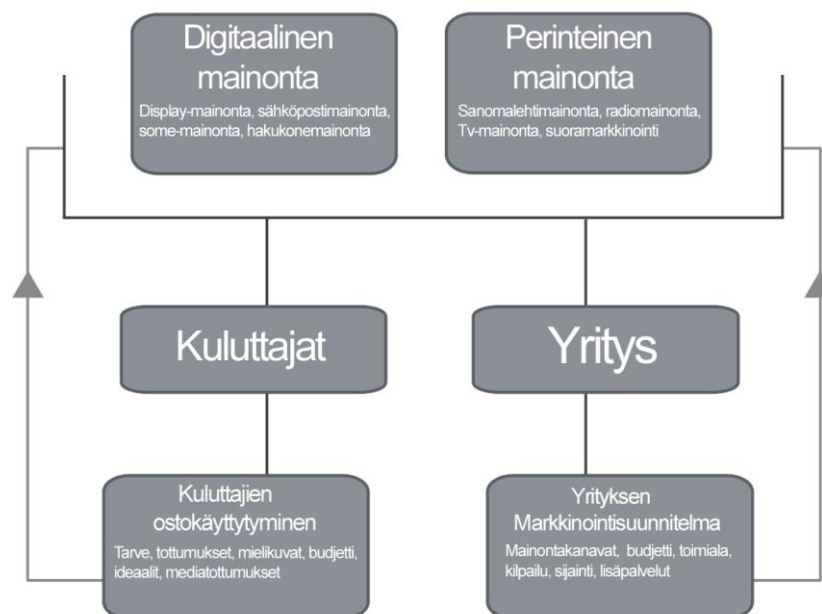 Digitaalinen
mainonta
Display-mainonta, sähköpostimainonta,
some-mainonta, hakukonemainonta
Perinteinen
mainonta
Sanomalehtimainonta, radiomainonta,
Tv-mainonta, suoramarkkinointi
Kuluttajat
Yritys
Kuluttajien
ostokäyttytyminen
Tarve, tottumukset, mielikuvat, budjetti,
ideaalit, mediatottumukset
Yrityksen
Markkinointisuunnitelma
Mainontakanavat, budjetti, toimiala,
kilpailu, sijainti, lisäpalvelut